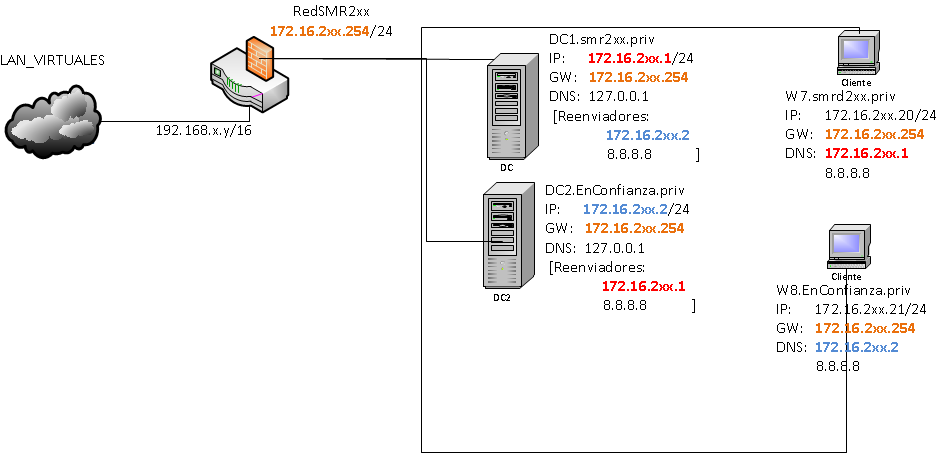 RedSMR2xx
172.16.2xx.254/24
LAN_VIRTUALES
192.168.x.y/16
DC1.smr2xx.priv
IP: 172.16.2xx.1/24
GW: 172.16.2xx.254
DNS: 127.0.0.1
[Reenviadores:
172.16.2xx.2
8.8.8.8 ]
DC
DC2.EnConfianza.priv
IP: 172.16.2xx.2/24
GW: 172.16.2xx.254
DNS: 127.0.0.1
[Reenviadores:
172.16.2xx.1
8.8.8.8 ]
DC2
Cliente
W7.smrd2xx.priv
IP: 172.16.2xx.20/24
GW: 172.16.2xx.254
DNS: 172.16.2xx.1
8.8.8.8
Cliente
W8.EnConfianza.priv
IP: 172.16.2xx.21/24
GW: 172.16.2xx.254
DNS: 172.16.2xx.2
8.8.8.8